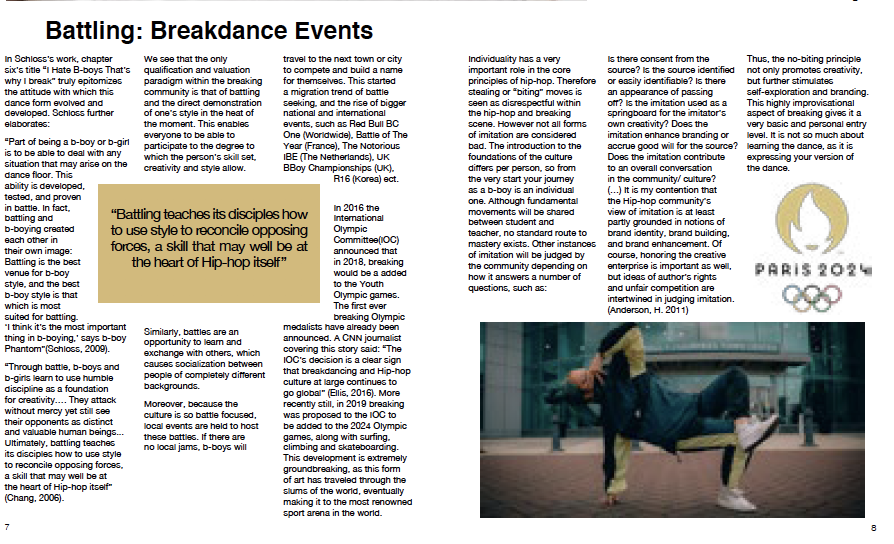 Battling: Breakdance Events
In Schloss's work, chapter
six's title "I Hate B-boys That's
why I break" truly epitomizes
the attitude with which this
dance form evolved and
developed. Schloss further
elaborates:
"Part of being a b-boy or b-girl
is to be able to deal with any
situation that may arise on the
dance floor. This
ability is developed,
tested, and proven
in battle. In fact,
battling and
b-boying created
each other in
their own image:
Battling is the best
venue for b-boy
style, and the best
b-boy style is that
which is most
suited for battling.
'I think it's the most important
thing in b-boying,' says b-boy
Phantom"(Schloss, 2009).
"Through battle, b-boys and
b-girls learn to use humble
discipline as a foundation
for creativity.... They attack
without mercy yet still see
their opponents as distinct
and valuable human beings...
Ultimately, battling teaches
its disciples how to use style
to reconcile opposing forces,
a skill that may well be at
the heart of Hip-hop itself"
(Chang, 2006).
We see that the only
qualification and valuation
paradigm within the breaking
community is that of battling
and the direct demonstration
of one's style in the heat of
the moment. This enables
everyone to be able to
participate to the degree to
which the person's skill set,
creativity and style allow.
"Battling teaches its disciples how
to use style to reconcile opposing
forces, a skill that may well be at
the heart of Hip-hop itself"
Similarly, battles are an
opportunity to learn and
exchange with others, which
causes socialization between
people of completely different
backgrounds.
Moreover, because the
culture is so battle focused,
local events are held to host
these battles. If there are
no local jams, b-boys will
travel to the next town or city
to compete and build a name
for themselves. This started
a migration trend of battle
seeking, and the rise of bigger
national and international
events, such as Red Bull BC
One (Worldwide), Battle of The
Year (France), The Notorious
IBE (The Netherlands), UK
BBoy Championships (UK),
R16 (Korea) ect.
In 2016 the
International
Olympic
Committee(IOC)
announced that
in 2018, breaking
would be a added
to the Youth
Olympic games.
The first ever
breaking Olympic
medalists have already been
announced. A CNN journalist
covering this story said: "The
IOC's decision is a clear sign
that breakdancing and Hip-hop
culture at large continues to
go global" (Ellis, 2016). More
recently still, in 2019 breaking
was proposed to the IOC to
be added to the 2024 Olympic
games, along with surfing,
climbing and skateboarding.
This development is extremely
groundbreaking, as this form
of art has traveled through the
slums of the world, eventually
making it to the most renowned
sport arena in the world.
7
Individuality has a very
important role in the core
principles of hip-hop. Therefore
stealing or "biting" moves is
seen as disrespectful within
the hip-hop and breaking
scene. However not all forms
of imitation are considered
bad. The introduction to the
foundations of the culture
differs per person, so from
the very start your journey
as a b-boy is an individual
one. Although fundamental
movements will be shared
between student and
teacher, no standard route to
mastery exists. Other instances
of imitation will be judged by
the community depending on
how it answers a number of
questions, such as:
Is there consent from the
source? Is the source identified
or easily identifiable? Is there
an appearance of passing
off? Is the imitation used as a
springboard for the imitator's
own creativity? Does the
imitation enhance branding or
accrue good will for the source?
Does the imitation contribute
to an overall conversation
in the community/ culture?
(...) It is my contention that
the Hip-hop community's
view of imitation is at least
partly grounded in notions of
brand identity, brand building,
and brand enhancement. Of
course, honoring the creative
enterprise is important as well,
but ideas of author's rights
and unfair competition are
intertwined in judging imitation.
(Anderson, H. 2011)
Thus, the no-biting principle
not only promotes creativity,
but further stimulates
self-exploration and branding.
This highly improvisational
aspect of breaking gives it a
very basic and personal entry
level. It is not so much about
learning the dance, as it is
expressing your version of
the dance.
PARIS 2024
8